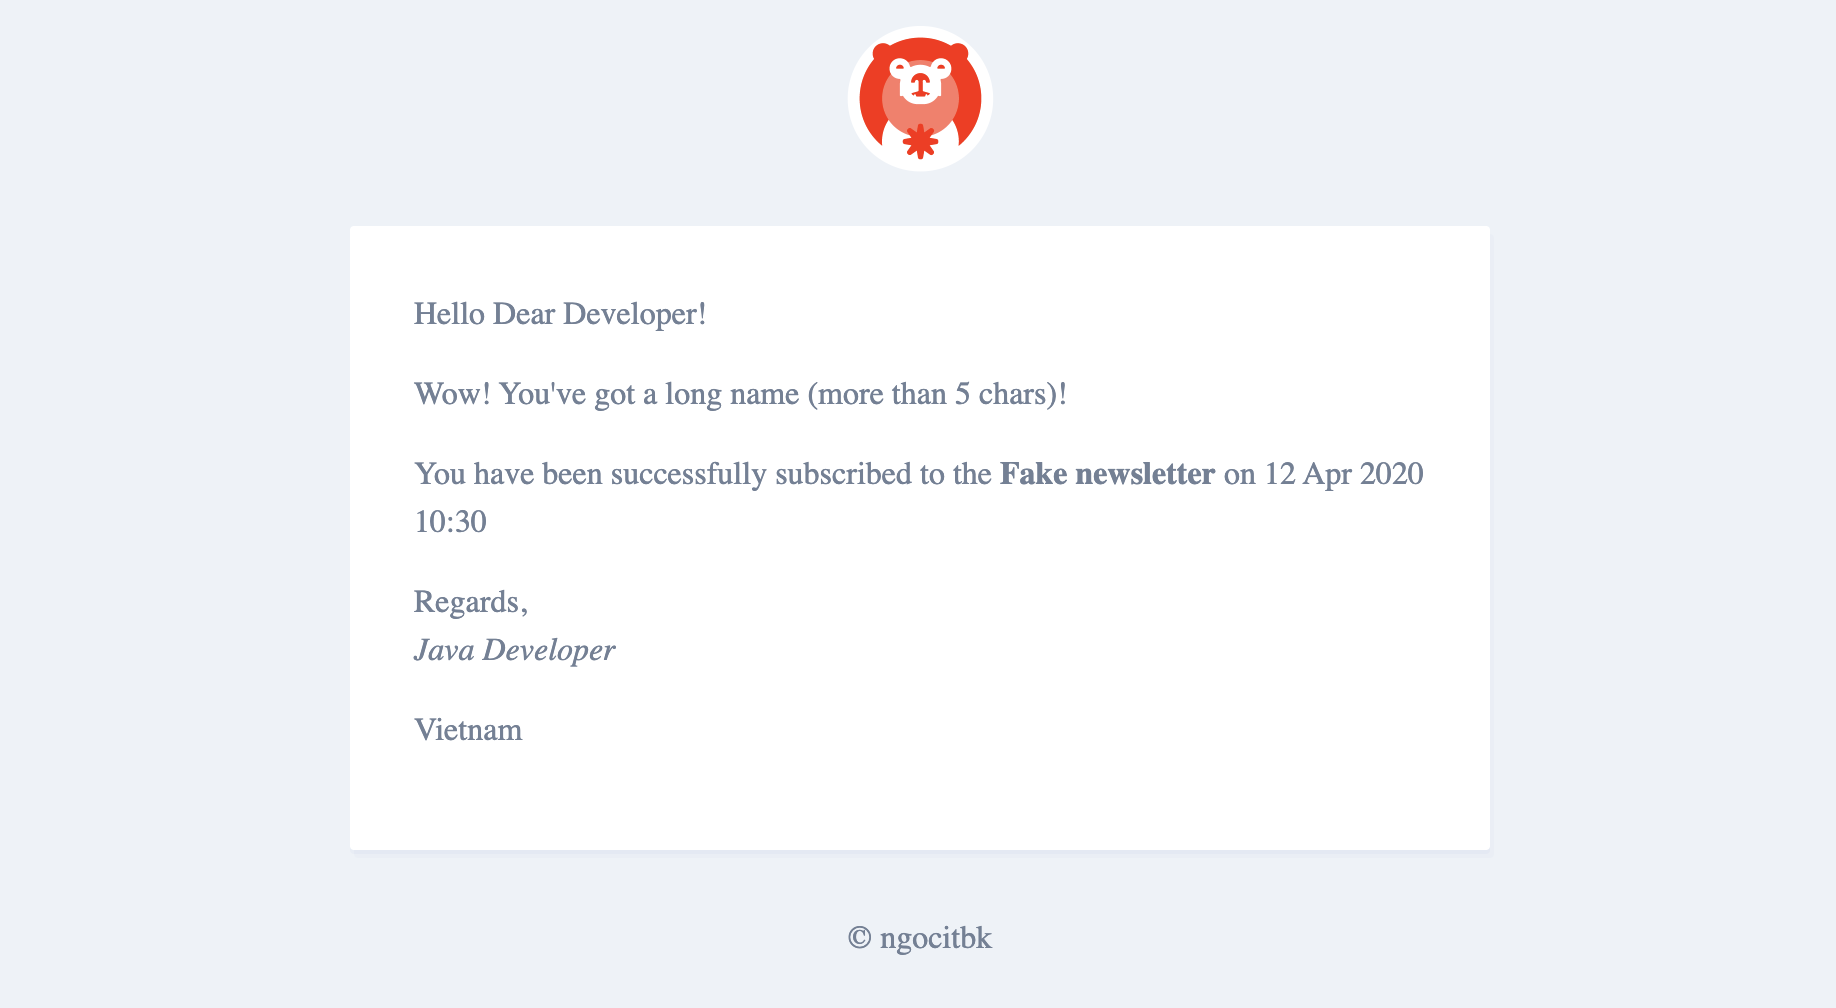 Hello Dear Developer!
Wow! You've got a long name (more than 5 chars)!
You have been successfully subscribed to the Fake newsletter on 12 Apr 2020
10:30
Regards,
Java Developer
Vietnam
© ngocitbk